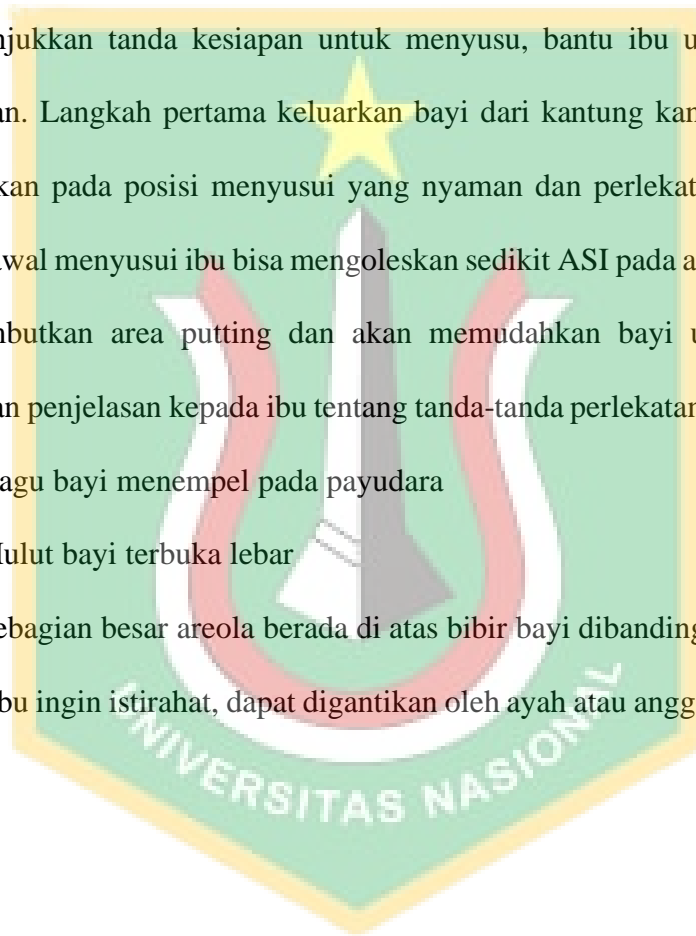 njukkan tanda kesiapan untuk menyusu, bantu ibu u
an. Langkah pertama keluarkan bayi dari kantung kan
kan pada posisi menyusui yang nyaman dan perlekat
awal menyusui ibu bisa mengoleskan sedikit ASI pada a
mbutkan area putting dan akan memudahkan bayi u
an penjelasan kepada ibu tentang tanda-tanda perlekatan
agu bayi menempel pada payudara
Mulut bayi terbuka lebar
ebagian besar areola berada di atas bibir bayi dibanding
bu ingin istirahat, dapat digantikan oleh ayah atau angg
UNIVERSITAS NASIONAL